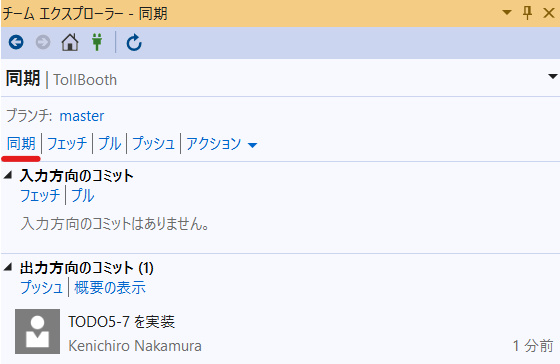 チーム エクスプローラー - 同期
同期 | TollBooth
ブランチ: master
同期 | フェッチ | プル | プッシュ | アクション
入力方向のコミット
フェッチ | プル
入力方向のコミットはありません。
出力方向のコミット (1)
プッシュ | 概要の表示
TODO5-7 を実装
Kenichiro Nakamura 1 分前